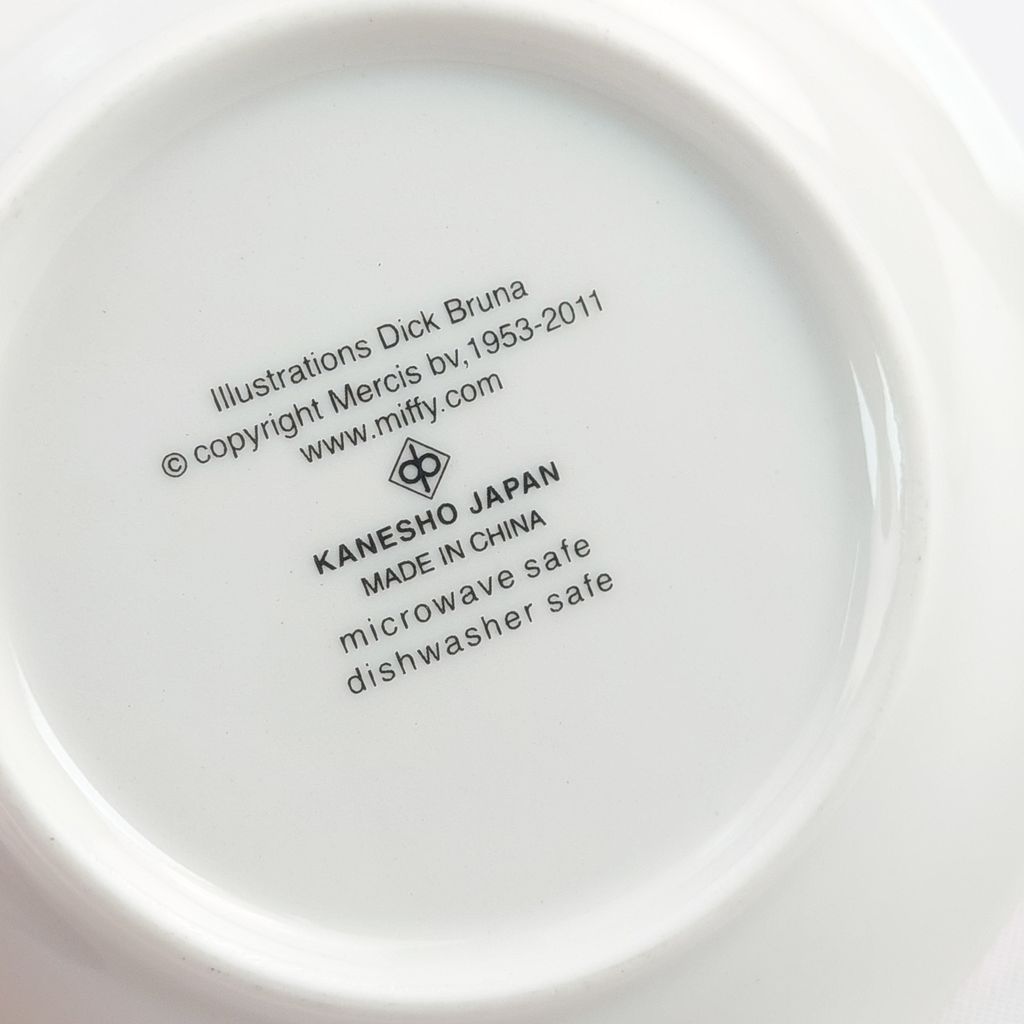 Illustrations Dick Bruna
© copyright Mercis bv,1953-2011
www.miffy.com
KANESHO JAPAN
MADE IN CHINA
microwave safe
dishwasher safe